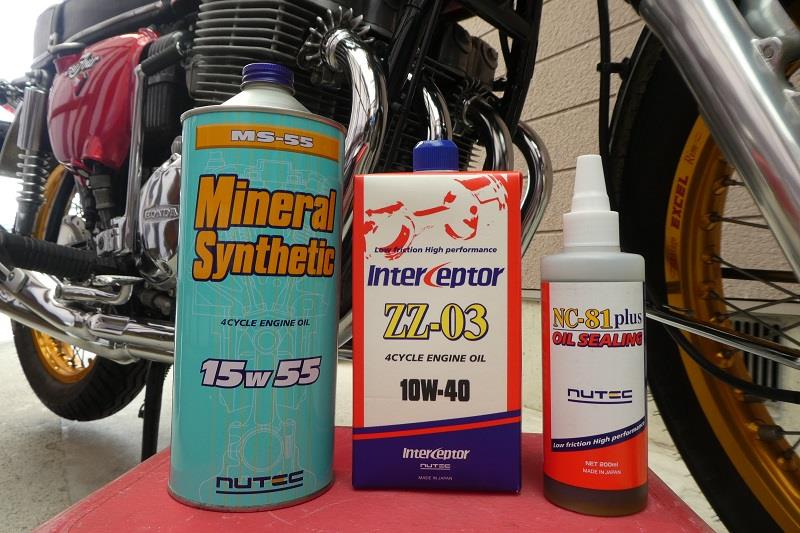 MS-55
Mineral
Synthetic
4CYCLE ENGINE OIL
15W55
NUTEC
Low friction High performance
Interceptor
ZZ-03
4CYCLE ENGINE OIL
10W-40
Interceptor
NUTEC
MADE IN JAPAN
NC-81plus
OIL SEALING
NUTEC
Low friction High performance
NET 200ml
MADE IN JAPAN
HONDA
EXCEL